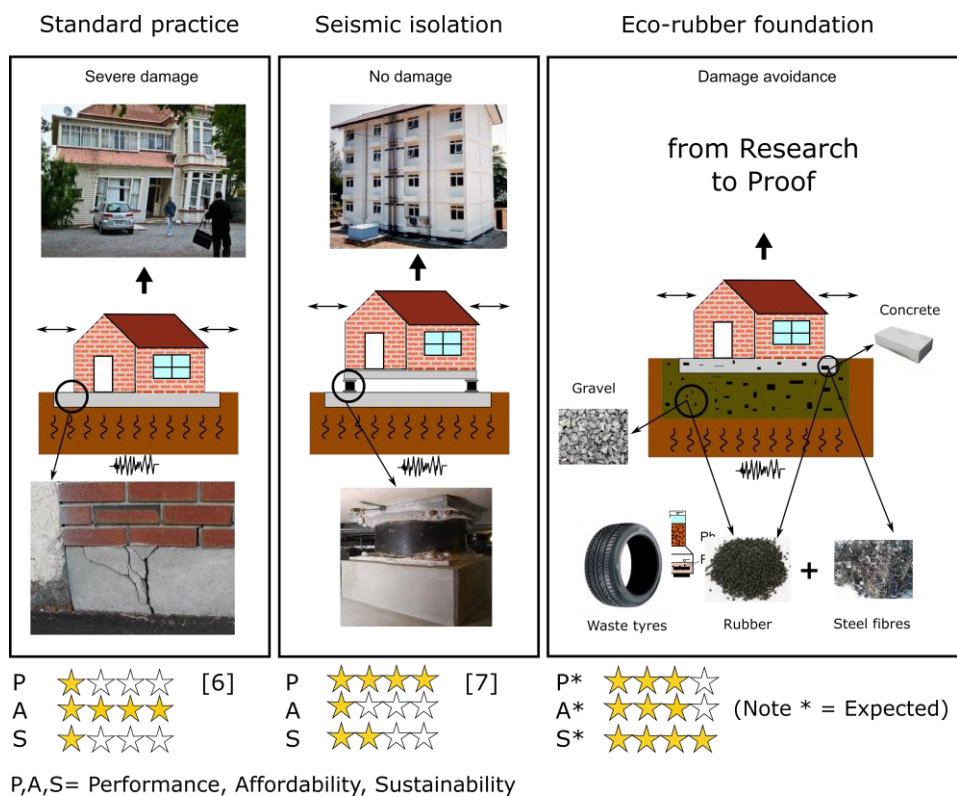 Standard practice
Seismic isolation
Eco-rubber foundation
Severe damage
No damage
Damage avoidance
from Research
to Proof
Concrete
Gravel
Waste tyres
Rubber
+
Steel fibres
P
[6]
A
S
P
[7]
A
S
P*
A*
(Note * = Expected)
S*
P,A,S= Performance, Affordability, Sustainability